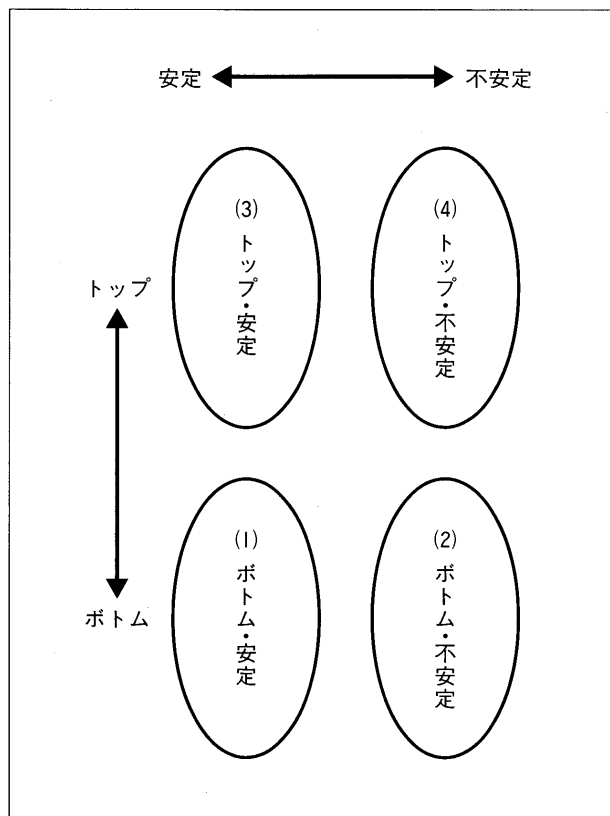 安定
不安定
トップ
ボトム
(3)トップ・安定
(4)トップ・不安定
(1)ボトム・安定
(2)ボトム・不安定